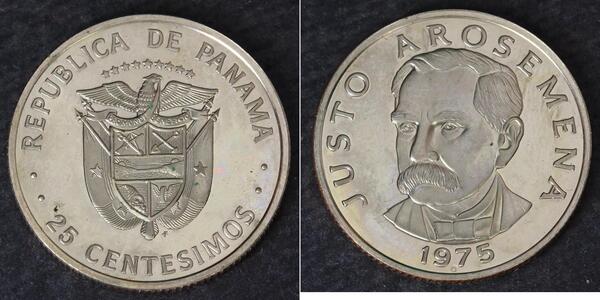 REPUBLICA DE PANAMA
25 CENTESIMOS
JUSTO AROSEMENA
1975